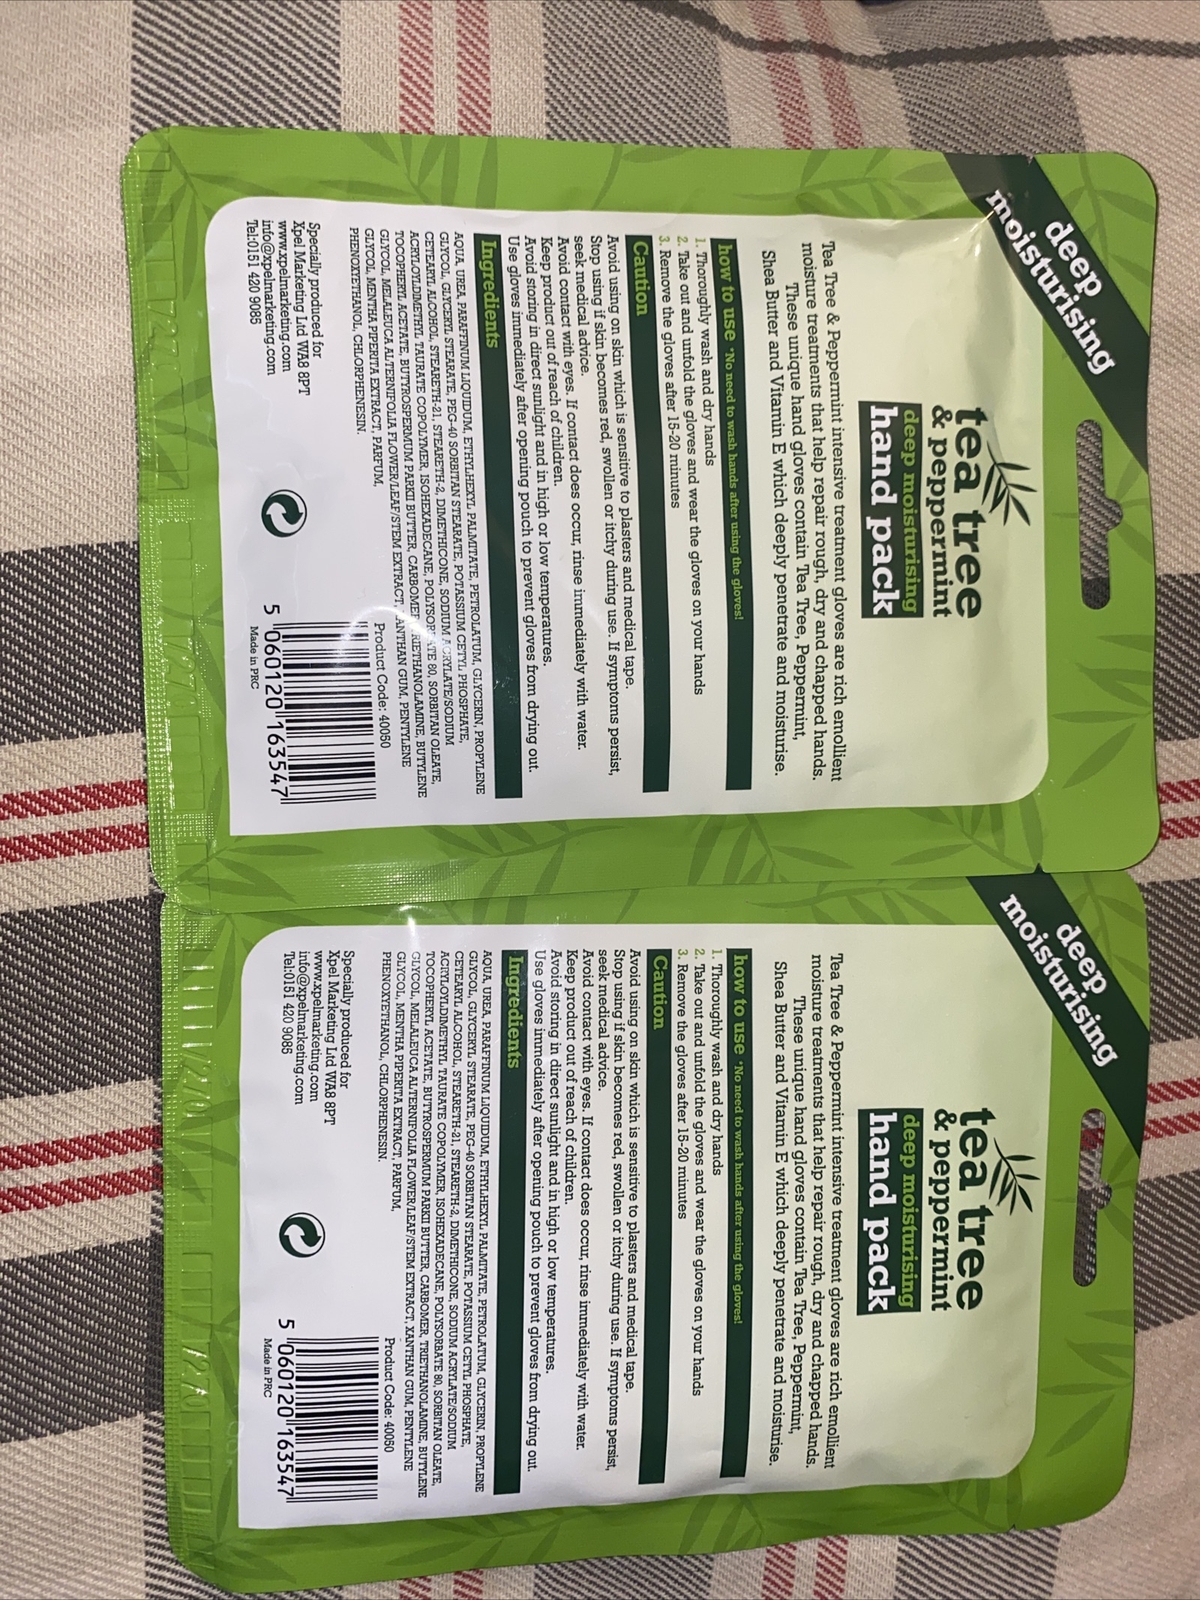 deep
moisturising
tea tree
& peppermint
deep moisturising
hand pack
Tea Tree & Peppermint intensive treatment gloves are rich emollient
moisture treatments that help repair rough, dry and chapped hands.
These unique hand gloves contain Tea Tree, Peppermint,
Shea Butter and Vitamin E which deeply penetrate and moisturise.
how to use *No need to wash hands after using the gloves!
1. Thoroughly wash and dry hands
2. Take out and unfold the gloves and wear the gloves on your hands
3. Remove the gloves after 15-20 minutes
Caution
Avoid using on skin which is sensitive to plasters and medical tape.
Stop using if skin becomes red, swollen or itchy during use. If symptoms persist,
seek medical advice.
Avoid contact with eyes. If contact does occur, rinse immediately with water.
Keep product out of reach of children.
Avoid storing in direct sunlight and in high or low temperatures.
Use gloves immediately after opening pouch to prevent gloves from drying out.
Ingredients
AQUA, UREA, PARAFFINUM LIQUIDUM, ETHYLHEXYL PALMITATE, PETROLATUM, GLYCERIN, PROPYLENE
GLYCOL, GLYCERYL STEARATE, PEG-40 SORBITAN STEARATE, POTASSIUM CETYL PHOSPHATE,
CETEARYL ALCOHOL, STEARETH-21, STEARETH-2, DIMETHICONE, SODIUM ACRYLATE/SODIUM
ACRYLOYLDIMETHYL TAURATE COPOLYMER, ISOHEXADECANE, POLYSORBATE 80, SORBITAN OLEATE,
TOCOPHERYL ACETATE, BUTYROSPERMUM PARKII BUTTER, CARBOMER, TRIETHANOLAMINE, BUTYLENE
GLYCOL, MELALEUCA ALTERNIFOLIA FLOWER/LEAF/STEM EXTRACT, XANTHAN GUM, PENTYLENE
GLYCOL, MENTHA PIPERITA EXTRACT, PARFUM,
PHENOXYETHANOL, CHLORPHENESIN.
Product Code: 40050
Specially produced for
Xpel Marketing Ltd WA8 8PT
www.xpelmarketing.com
info@xpelmarketing.com
Tel:0151 420 9085
5 060120 163547
Made in PRC
deep
moisturising
tea tree
& peppermint
deep moisturising
hand pack
Tea Tree & Peppermint intensive treatment gloves are rich emollient
moisture treatments that help repair rough, dry and chapped hands.
These unique hand gloves contain Tea Tree, Peppermint,
Shea Butter and Vitamin E which deeply penetrate and moisturise.
how to use *No need to wash hands after using the gloves!
1. Thoroughly wash and dry hands
2. Take out and unfold the gloves and wear the gloves on your hands
3. Remove the gloves after 15-20 minutes
Caution
Avoid using on skin which is sensitive to plasters and medical tape.
Stop using if skin becomes red, swollen or itchy during use. If symptoms persist,
seek medical advice.
Avoid contact with eyes. If contact does occur, rinse immediately with water.
Keep product out of reach of children.
Avoid storing in direct sunlight and in high or low temperatures.
Use gloves immediately after opening pouch to prevent gloves from drying out.
Ingredients
AQUA, UREA, PARAFFINUM LIQUIDUM, ETHYLHEXYL PALMITATE, PETROLATUM, GLYCERIN, PROPYLENE
GLYCOL, GLYCERYL STEARATE, PEG-40 SORBITAN STEARATE, POTASSIUM CETYL PHOSPHATE,
CETEARYL ALCOHOL, STEARETH-21, STEARETH-2, DIMETHICONE, SODIUM ACRYLATE/SODIUM
ACRYLOYLDIMETHYL TAURATE COPOLYMER, ISOHEXADECANE, POLYSORBATE 80, SORBITAN OLEATE,
TOCOPHERYL ACETATE, BUTYROSPERMUM PARKII BUTTER, CARBOMER, TRIETHANOLAMINE, BUTYLENE
GLYCOL, MELALEUCA ALTERNIFOLIA FLOWER/LEAF/STEM EXTRACT, XANTHAN GUM, PENTYLENE
GLYCOL, MENTHA PIPERITA EXTRACT, PARFUM,
PHENOXYETHANOL, CHLORPHENESIN.
Product Code: 40050
Specially produced for
Xpel Marketing Ltd WA8 8PT
www.xpelmarketing.com
info@xpelmarketing.com
Tel:0151 420 9085
5 060120 163547
Made in PRC